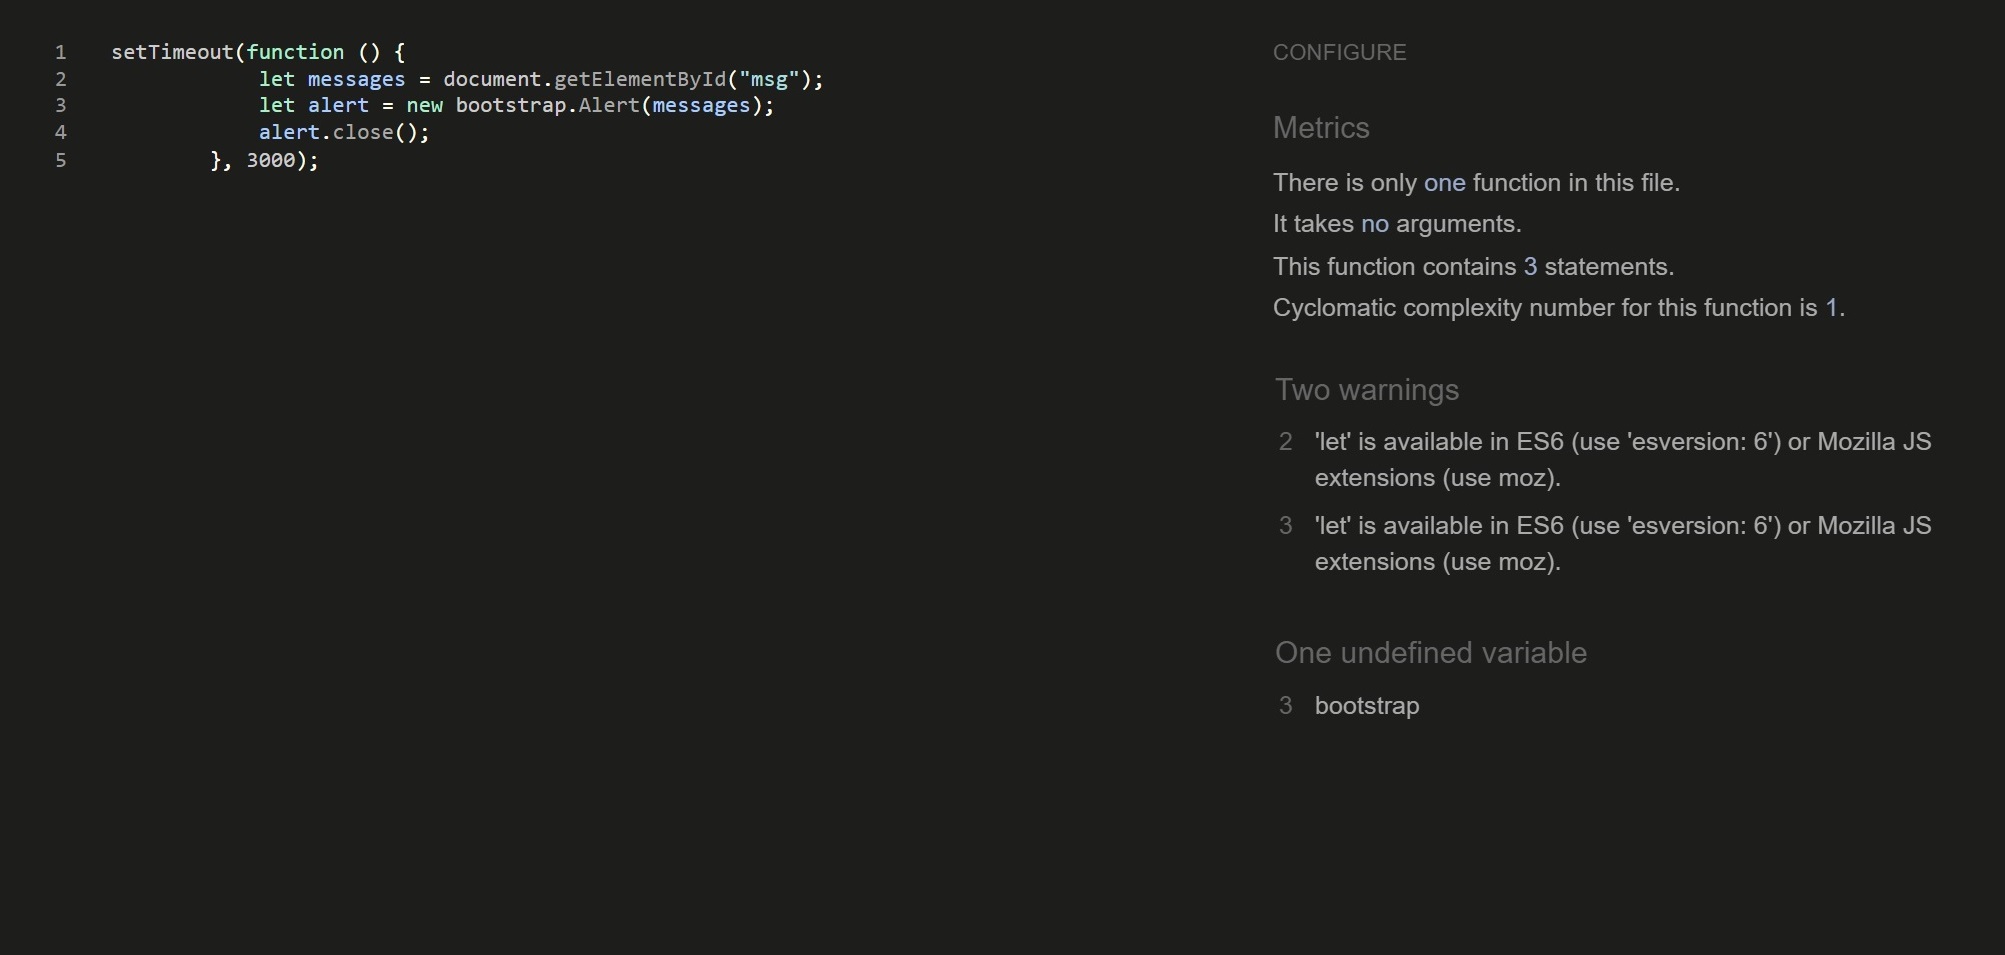 1 setTimeout(function () {
2 let messages = document.getElementById("msg");
3 let alert = new bootstrap.Alert(messages);
4 alert.close();
5 }, 3000);
CONFIGURE
Metrics
There is only one function in this file.
It takes no arguments.
This function contains 3 statements.
Cyclomatic complexity number for this function is 1.
Two warnings
2 'let' is available in ES6 (use 'esversion: 6') or Mozilla JS
extensions (use moz).
3 'let' is available in ES6 (use 'esversion: 6') or Mozilla JS
extensions (use moz).
One undefined variable
3 bootstrap